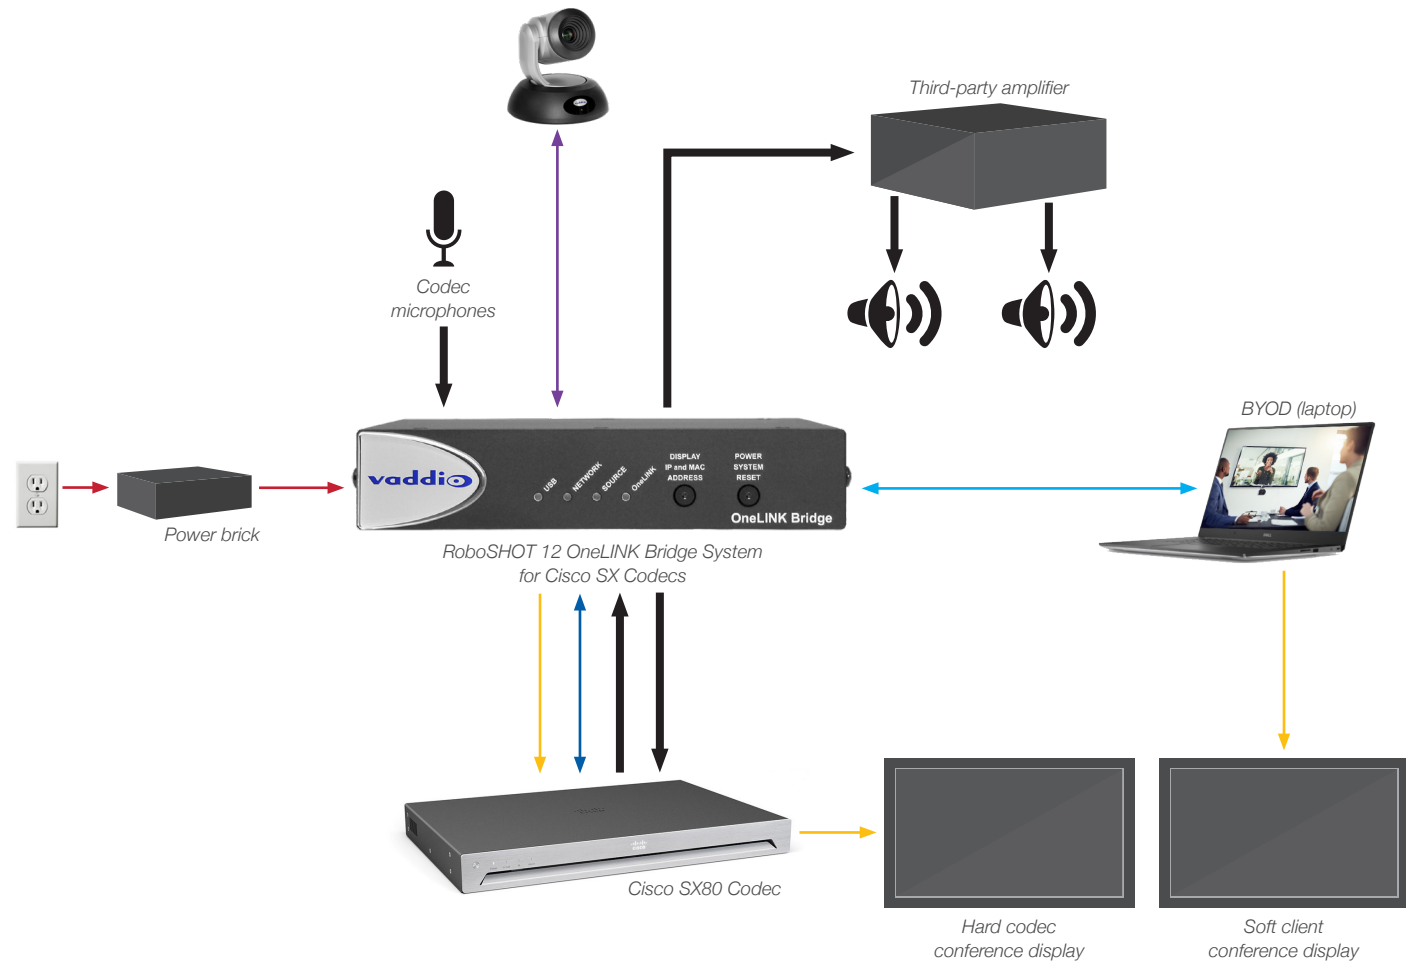 Third-party amplifier
Codec
microphones
BYOD (laptop)
vaddio
USB
NETWORK
SOURCE
OneLINK
DISPLAY
IP and MAC
ADDRESS
POWER
SYSTEM
RESET
OneLINK Bridge
Power brick
RoboSHOT 12 OneLINK Bridge System
for Cisco SX Codecs
Cisco SX80 Codec
Hard codec
conference display
Soft client
conference display